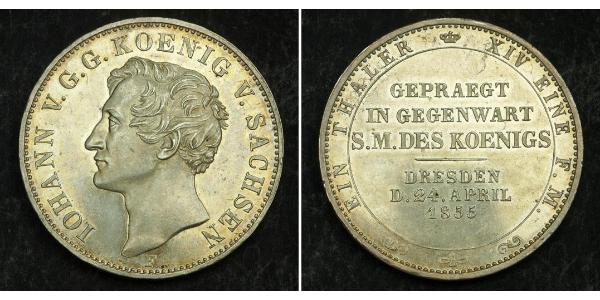 IOHANN V. G. G. KOENIG V. SACHSEN
F.
EIN THALER XIV EINE F. M.
GEPRAEGT
IN GEGENWART
S. M. DES KOENIGS
DRESDEN
D. 24. APRIL
1855